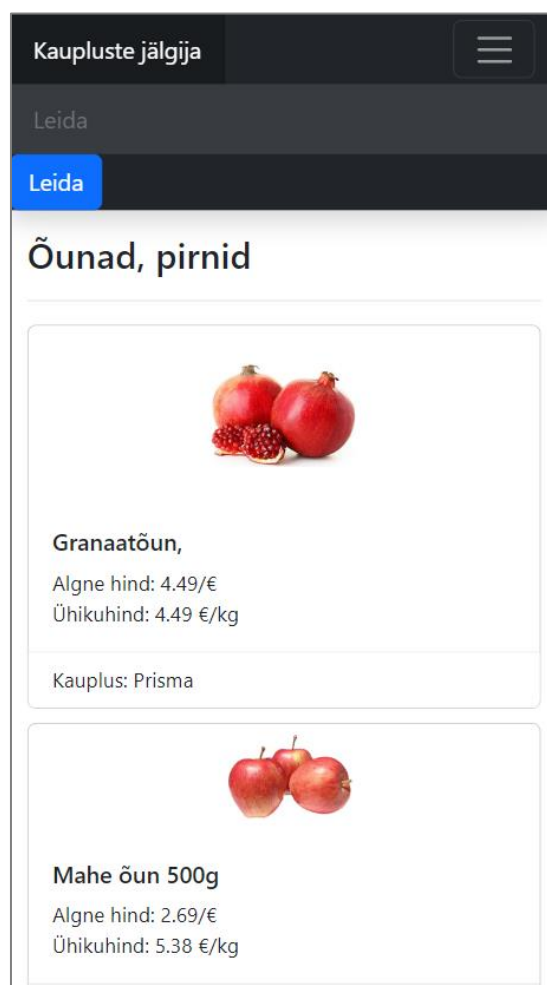 Kaupluste jälgija
Leida
Leida
Õunad, pirnid
Granaatõun,
Algne hind: 4.49/€
Ühikuhind: 4.49 €/kg
Kauplus: Prisma
Mahe õun 500g
Algne hind: 2.69/€
Ühikuhind: 5.38 €/kg